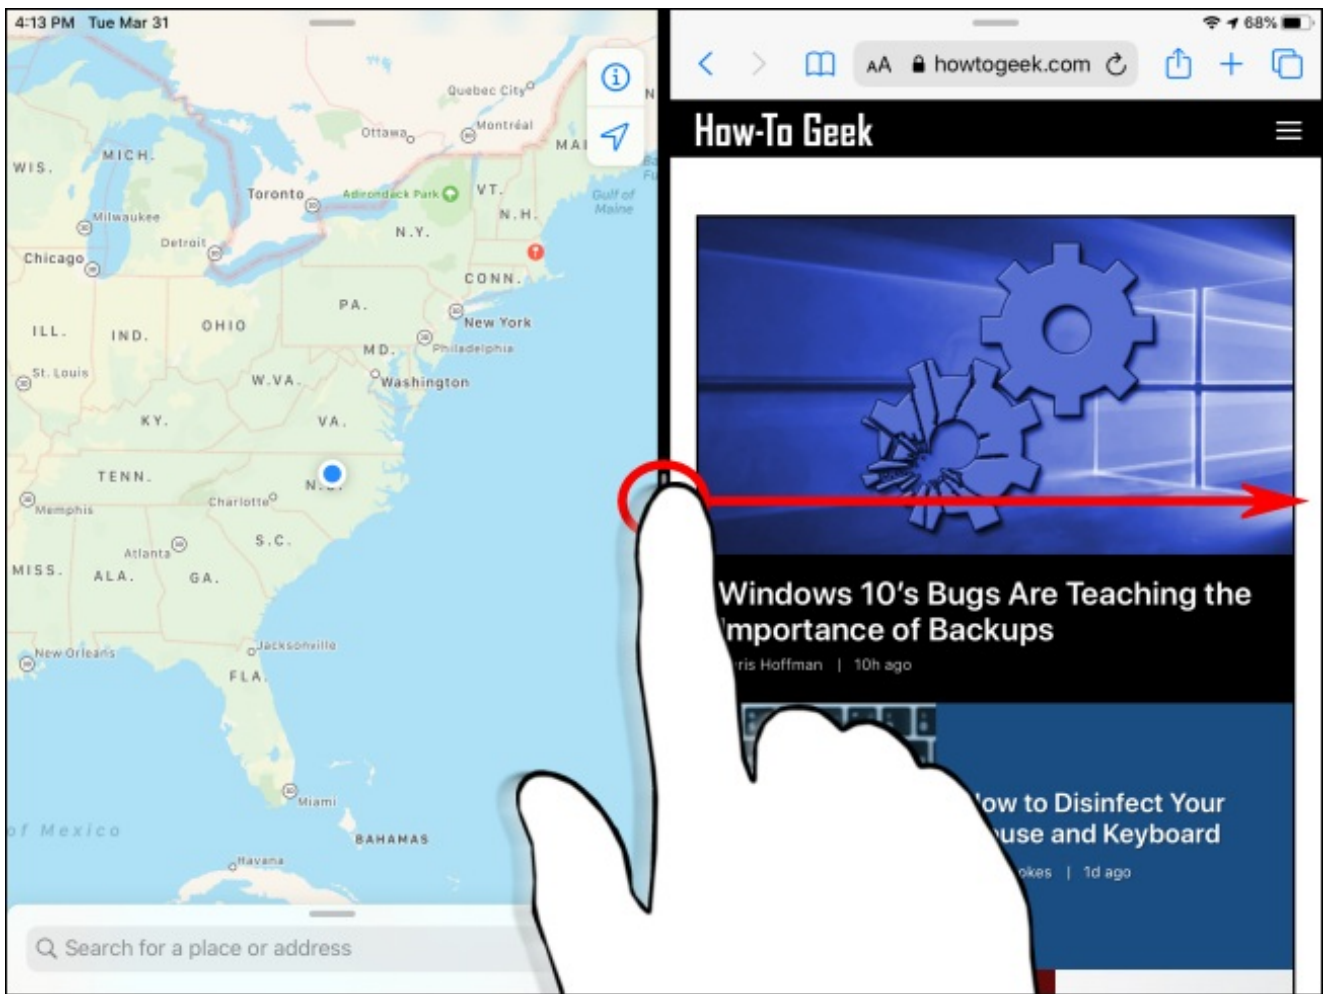 4:13 PM Tue Mar 31
68%
Quebec City
Ottawa
Montréal
MICH.
WIS.
Toronto
Adirondack Park
VT.
Gulf of
Maine
N.H.
Milwaukee
Detroit
N.Y.
Chicago
CONN.
PA.
New York
ILL.
IND.
OHIO
MD.
Philadelphia
St. Louis
W.VA.
Washington
KY.
VA.
TENN.
Charlotte
Memphis
Atlanta
S.C.
MISS.
ALA.
GA.
New Orleans
Jacksonville
FLA.
Miami
of Mexico
BAHAMAS
Havana
Search for a place or address
AA howtogeek.com
How-To Geek
Windows 10's Bugs Are Teaching the
Importance of Backups
ris Hoffman | 10h ago
ow to Disinfect Your
use and Keyboard
okes | 1d ago